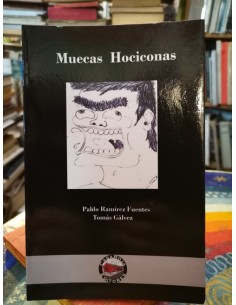 Muecas Hociconas
Pablo Ramírez Fuentes
Tomás Gálvez